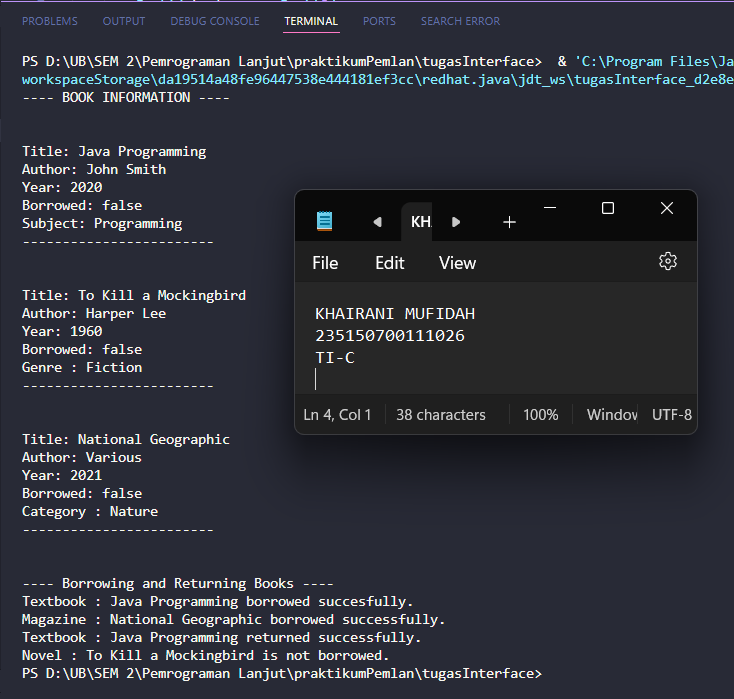 PROBLEMS OUTPUT DEBUG CONSOLE TERMINAL PORTS SEARCH ERROR
PS D:\UB\SEM 2\Pemrograman Lanjut\praktikumPemlan\tugasInterface> & 'C:\Program Files\Ja
workspaceStorage\da19514a48fe96447538e444181ef3cc\redhat.java\jdt_ws\tugasInterface_d2e8e
---- BOOK INFORMATION ----
Title: Java Programming
Author: John Smith
Year: 2020
Borrowed: false
Subject: Programming
------------------------
Title: To Kill a Mockingbird
Author: Harper Lee
Year: 1960
Borrowed: false
Genre : Fiction
------------------------
Title: National Geographic
Author: Various
Year: 2021
Borrowed: false
Category : Nature
------------------------
---- Borrowing and Returning Books ----
Textbook : Java Programming borrowed succesfully.
Magazine : National Geographic borrowed successfully.
Textbook : Java Programming returned successfully.
Novel : To Kill a Mockingbird is not borrowed.
PS D:\UB\SEM 2\Pemrograman Lanjut\praktikumPemlan\tugasInterface>
KH
File Edit View
KHAIRANI MUFIDAH
235150700111026
TI-C
Ln 4, Col 1 38 characters 100% Window UTF-8